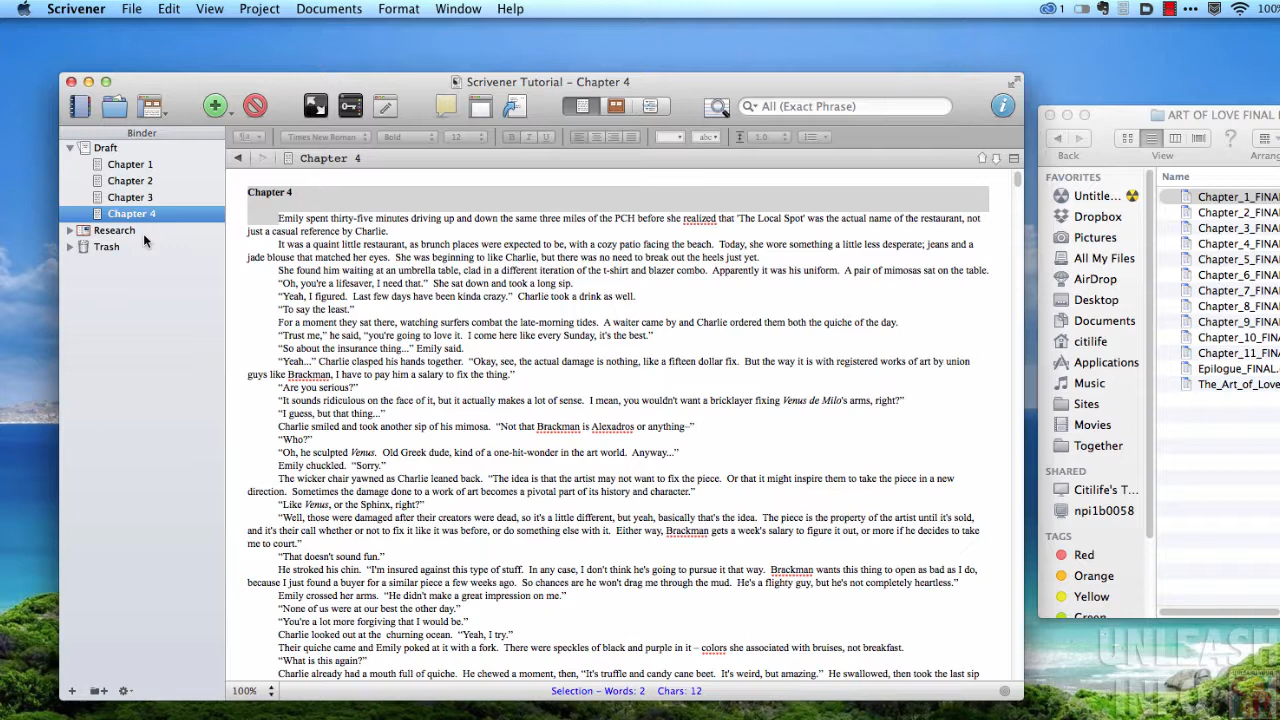 Scrivener File Edit View Project Documents Format Window Help
1
100%
Scrivener Tutorial – Chapter 4
All (Exact Phrase)
Binder
Draft
Chapter 1
Chapter 2
Chapter 3
Chapter 4
Research
Trash
Times New Roman Bold 12 B I U abc 1.0
Chapter 4
Chapter 4
Emily spent thirty-five minutes driving up and down the same three miles of the PCH before she realized that 'The Local Spot' was the actual name of the restaurant, not
just a casual reference by Charlie.
It was a quaint little restaurant, as brunch places were expected to be, with a cozy patio facing the beach. Today, she wore something a little less desperate; jeans and a
jade blouse that matched her eyes. She was beginning to like Charlie, but there was no need to break out the heels just yet.
She found him waiting at an umbrella table, clad in a different iteration of the t-shirt and blazer combo. Apparently it was his uniform. A pair of mimosas sat on the table.
“Oh, you're a lifesaver, I need that.” She sat down and took a long sip.
“Yeah, I figured. Last few days have been kinda crazy.” Charlie took a drink as well.
“To say the least.”
For a moment they sat there, watching surfers combat the late-morning tides. A waiter came by and Charlie ordered them both the quiche of the day.
“Trust me,” he said, “you're going to love it. I come here like every Sunday, it's the best.”
“So about the insurance thing...” Emily said.
“Yeah...” Charlie clasped his hands together. “Okay, see, the actual damage is nothing, like a fifteen dollar fix. But the way it is with registered works of art by union
guys like Brackman, I have to pay him a salary to fix the thing.”
“Are you serious?”
“It sounds ridiculous on the face of it, but it actually makes a lot of sense. I mean, you wouldn't want a bricklayer fixing Venus de Milo's arms, right?”
“I guess, but that thing...”
Charlie smiled and took another sip of his mimosa. “Not that Brackman is Alexadros or anything–”
“Who?”
“Oh, he sculpted Venus. Old Greek dude, kind of a one-hit-wonder in the art world. Anyway...”
Emily chuckled. “Sorry.”
The wicker chair yawned as Charlie leaned back. “The idea is that the artist may not want to fix the piece. Or that it might inspire them to take the piece in a new
direction. Sometimes the damage done to a work of art becomes a pivotal part of its history and character.”
“Like Venus, or the Sphinx, right?”
“Well, those were damaged after their creators were dead, so it's a little different, but yeah, basically that's the idea. The piece is the property of the artist until it's sold,
and it's their call whether or not to fix it like it was before, or do something else with it. Either way, Brackman gets a week's salary to figure it out, or more if he decides to take
me to court.”
“That doesn't sound fun.”
He stroked his chin. “I'm insured against this type of stuff. In any case, I don't think he's going to pursue it that way. Brackman wants this thing to open as bad as I do,
because I just found a buyer for a similar piece a few weeks ago. So chances are he won't drag me through the mud. He's a flighty guy, but he's not completely heartless.”
Emily crossed her arms. “He didn't make a great impression on me.”
“None of us were at our best the other day.”
“You're a lot more forgiving that I would be.”
Charlie looked out at the churning ocean. “Yeah, I try.”
Their quiche came and Emily poked at it with a fork. There were speckles of black and purple in it – colors she associated with bruises, not breakfast.
“What is this again?”
Charlie already had a mouth full of quiche. He chewed a moment, then, “It's truffle and candy cane beet. It's weird, but amazing.” He swallowed, then took the last sip
100%
Selection – Words: 2 Chars: 12
ART OF LOVE FINAL
Back View Arrang
FAVORITES
Untitle...
Dropbox
Pictures
All My Files
AirDrop
Desktop
Documents
citilife
Applications
Music
Sites
Movies
Together
SHARED
Citilife's T...
npi1b0058
TAGS
Red
Orange
Yellow
Green
Name
Chapter_1_FINA
Chapter_2_FINA
Chapter_3_FINA
Chapter_4_FINA
Chapter_5_FINA
Chapter_6_FINA
Chapter_7_FINA
Chapter_8_FINA
Chapter_9_FINA
Chapter_10_FIN
Chapter_11_FIN
Epilogue_FINAL.
The_Art_of_Love
UNLEASH